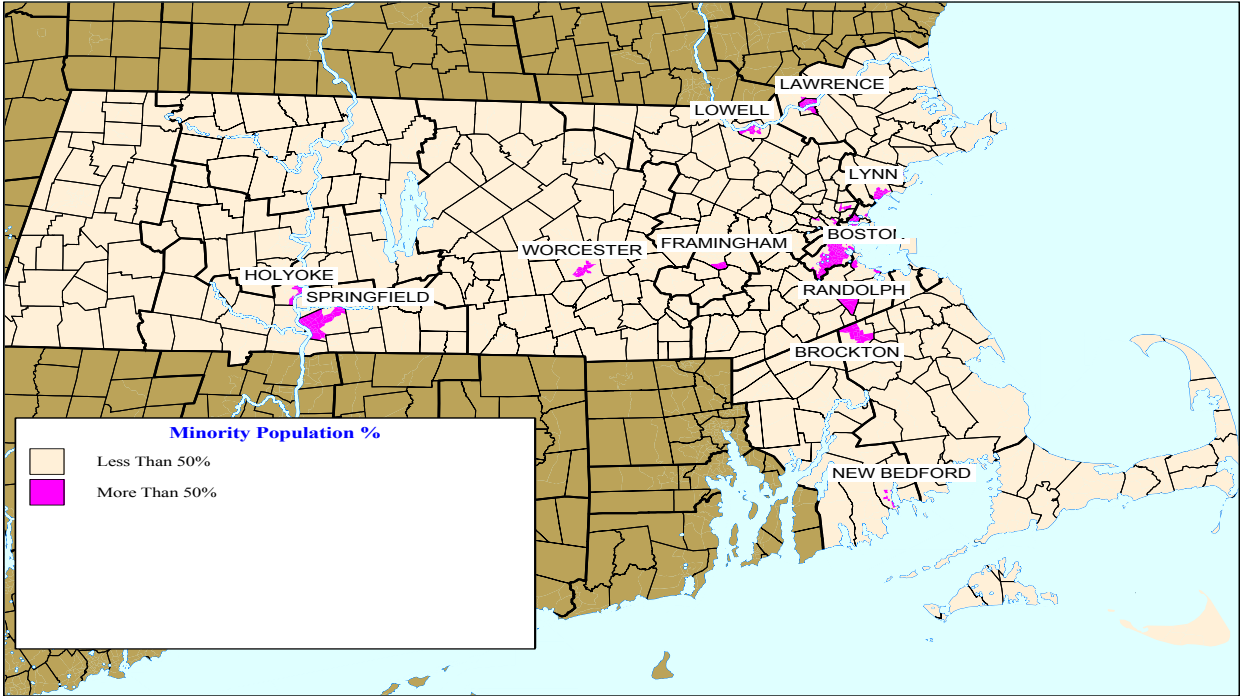 LAWRENCE
LOWELL
LYNN
BOSTO
WORCESTER
FRAMINGHAM
HOLYOKE
RANDOLPH
SPRINGFIELD
BROCKTON
Minority Population %
Less Than 50%
More Than 50%
NEW BEDFORD